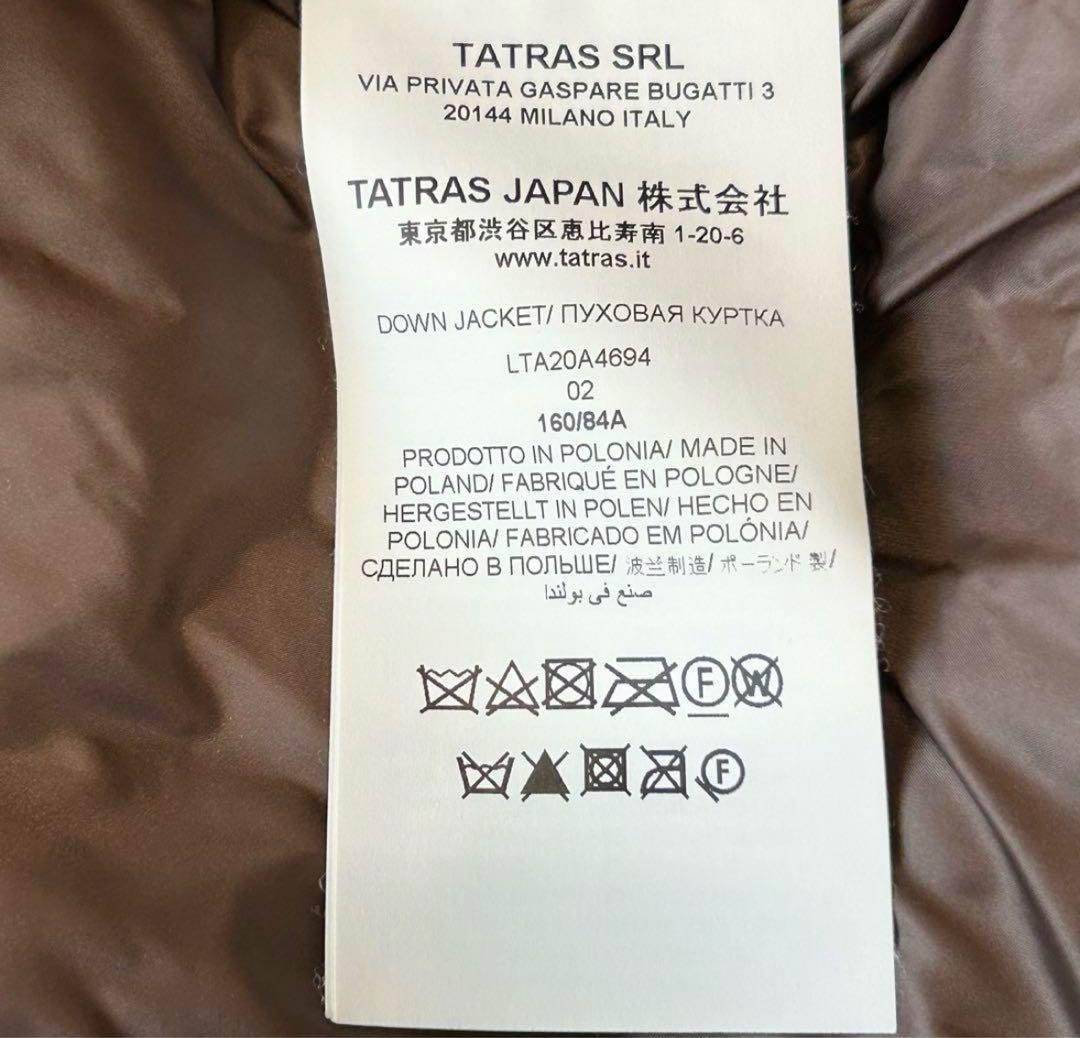 TATRAS SRL
VIA PRIVATA GASPARE BUGATTI 3
20144 MILANO ITALY
TATRAS JAPAN 株式会社
東京都渋谷区恵比寿南 1-20-6
www.tatras.it
DOWN JACKET/ ПУХОВАЯ КУРТКА
LTA20A4694
02
160/84A
PRODOTTO IN POLONIA/ MADE IN
POLAND/ FABRIQUÉ EN POLOGNE/
HERGESTELLT IN POLEN/ HECHO EN
POLONIA/ FABRICADO EM POLÓNIA/
СДЕЛАНО В ПОЛЬШЕ/ 波兰制造/ ポーランド 製/
صنع في بولندا
F W
F